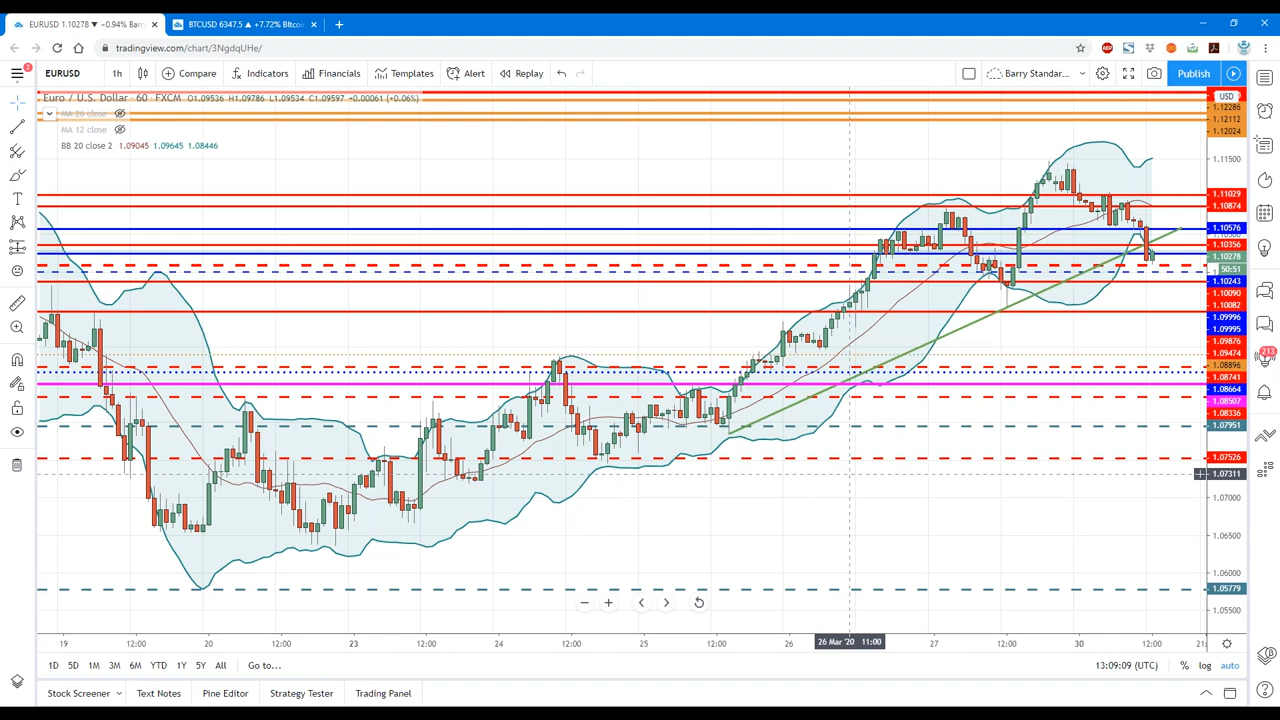 EURUSD 1.10278 ▼ −0.94% Barry
BTCUSD 6347.5 ▲ +7.72% Bitcoi
tradingview.com/chart/3NgdqUHe/
ABP
2
EURUSD
1h
Compare
Indicators
Financials
Templates
Alert
Replay
Barry Standar...
Publish
Euro / U.S. Dollar · 60 · FXCM O1.09536 H1.09786 L1.09534 C1.09597 +0.00061 (+0.06%)
MA 26 close
MA 12 close
BB 20 close 2 1.09045 1.09645 1.08446
USD
1.12286
1.12112
1.12024
1.11500
1.11029
1.10874
1.10576
1.10356
1.10278
50:51
1.10243
1.10090
1.10082
1.09996
1.09995
1.09876
1.09474
1.08896
1.08741
1.08664
1.08507
1.08336
1.07951
1.07526
1.07311
1.07000
1.06500
1.06000
1.05779
1.05500
213
19
12:00
20
12:00
23
12:00
24
12:00
25
12:00
26
26 Mar '20 11:00
27
12:00
30
12:00
1D
5D
1M
3M
6M
YTD
1Y
5Y
All
Go to...
13:09:09 (UTC)
%
log
auto
Stock Screener
Text Notes
Pine Editor
Strategy Tester
Trading Panel